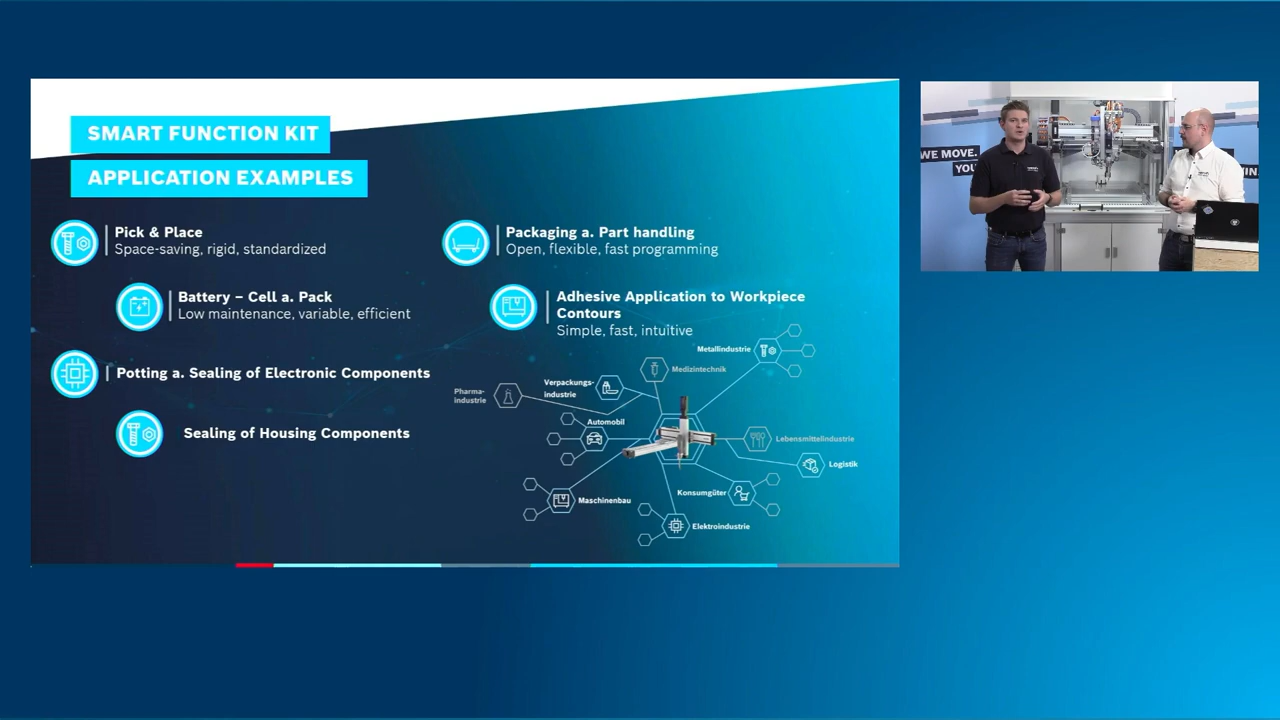 SMART FUNCTION KIT
APPLICATION EXAMPLES
Pick & Place
Space-saving, rigid, standardized
Battery – Cell a. Pack
Low maintenance, variable, efficient
Potting a. Sealing of Electronic Components
Sealing of Housing Components
Packaging a. Part handling
Open, flexible, fast programming
Adhesive Application to Workpiece
Contours
Simple, fast, intuitive
Metallindustrie
Medizintechnik
Verpackungs-
industrie
Pharma-
industrie
Automobil
Lebensmittelindustrie
Logistik
Konsumgüter
Maschinenbau
Elektroindustrie
WE MOVE.
YOU
IN.